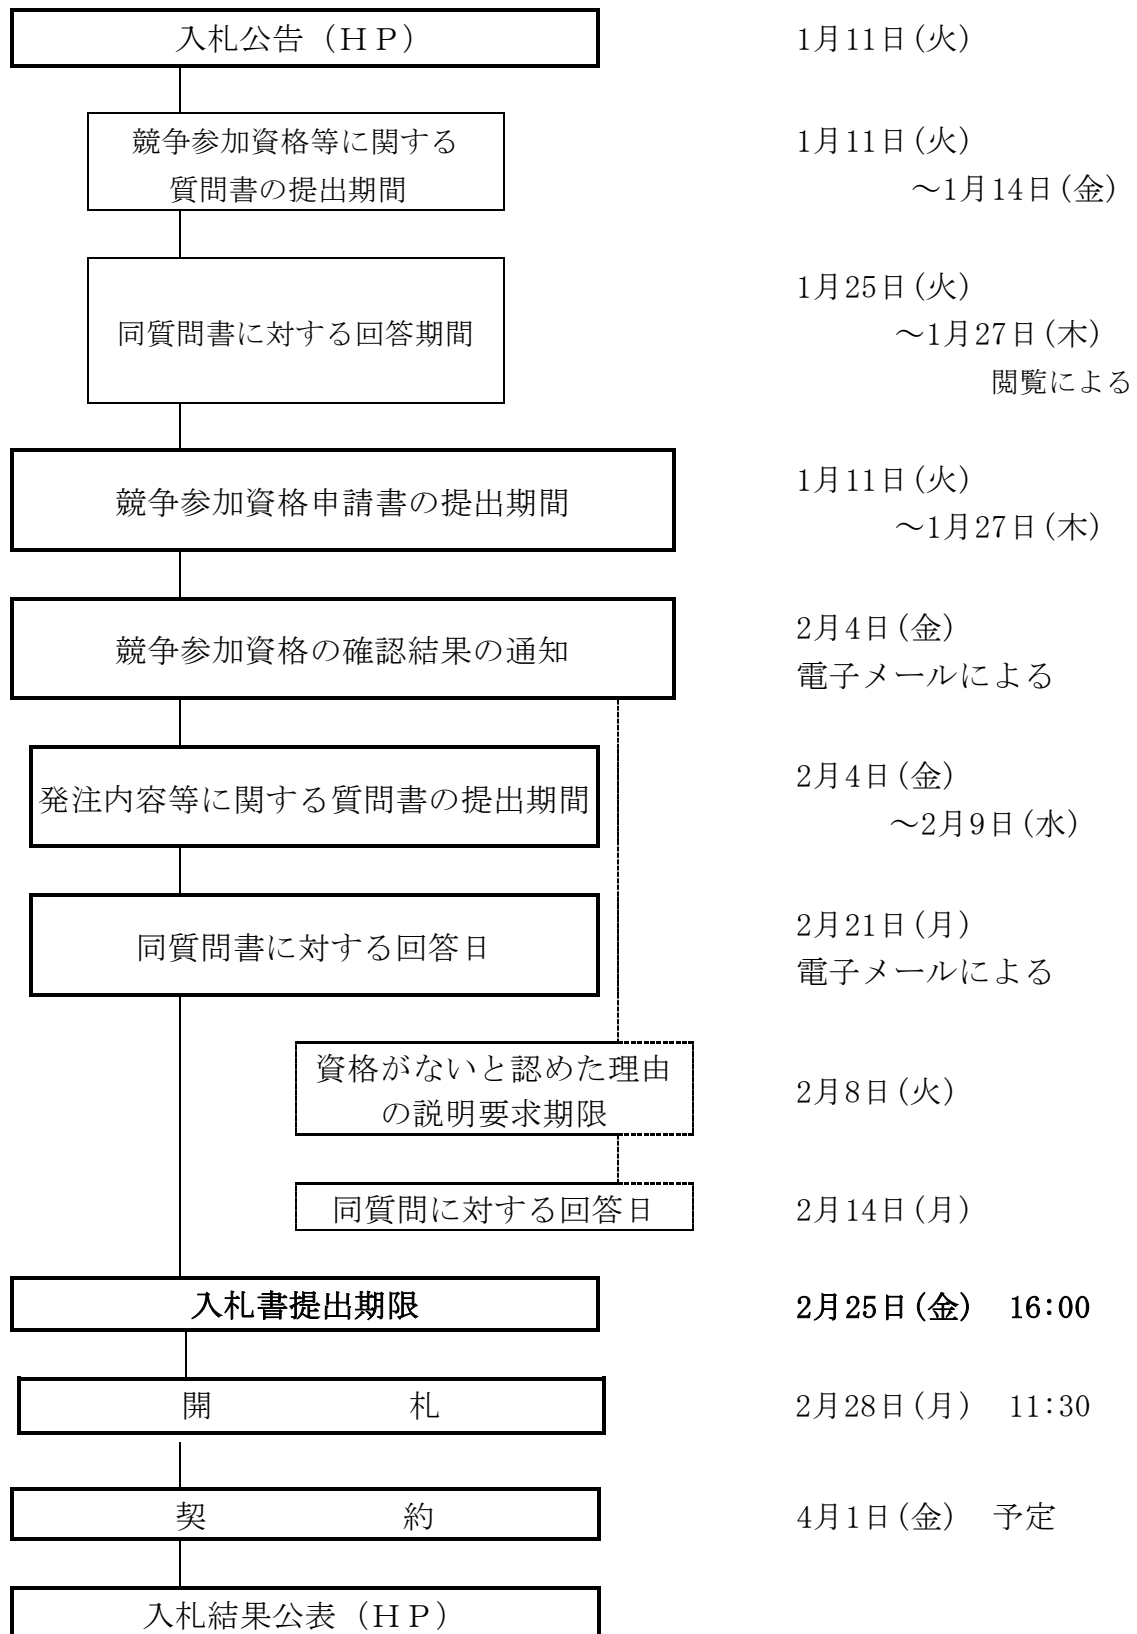 入札公告（ＨＰ）
1月11日(火)
競争参加資格等に関する
質問書の提出期間
1月11日(火)
～1月14日(金)
同質問書に対する回答期間
1月25日(火)
～1月27日(木)
閲覧による
競争参加資格申請書の提出期間
1月11日(火)
～1月27日(木)
競争参加資格の確認結果の通知
2月4日(金)
電子メールによる
発注内容等に関する質問書の提出期間
2月4日(金)
～2月9日(水)
同質問書に対する回答日
2月21日(月)
電子メールによる
資格がないと認めた理由
の説明要求期限
2月8日(火)
同質問に対する回答日
2月14日(月)
入札書提出期限
2月25日(金)　16:00
開　　　　　　札
2月28日(月)　11:30
契　　　　　　約
4月1日(金)　予定
入札結果公表（ＨＰ）